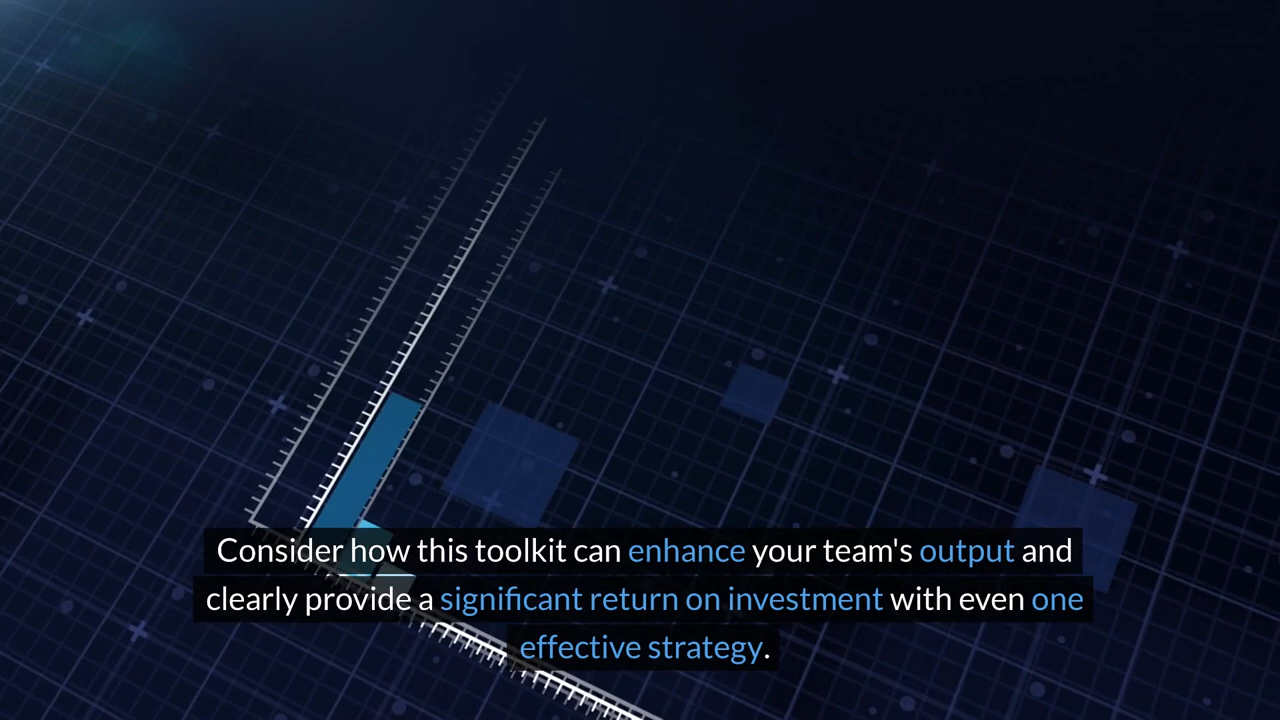 Consider how this toolkit can enhance your team's output and
clearly provide a significant return on investment with even one
effective strategy.